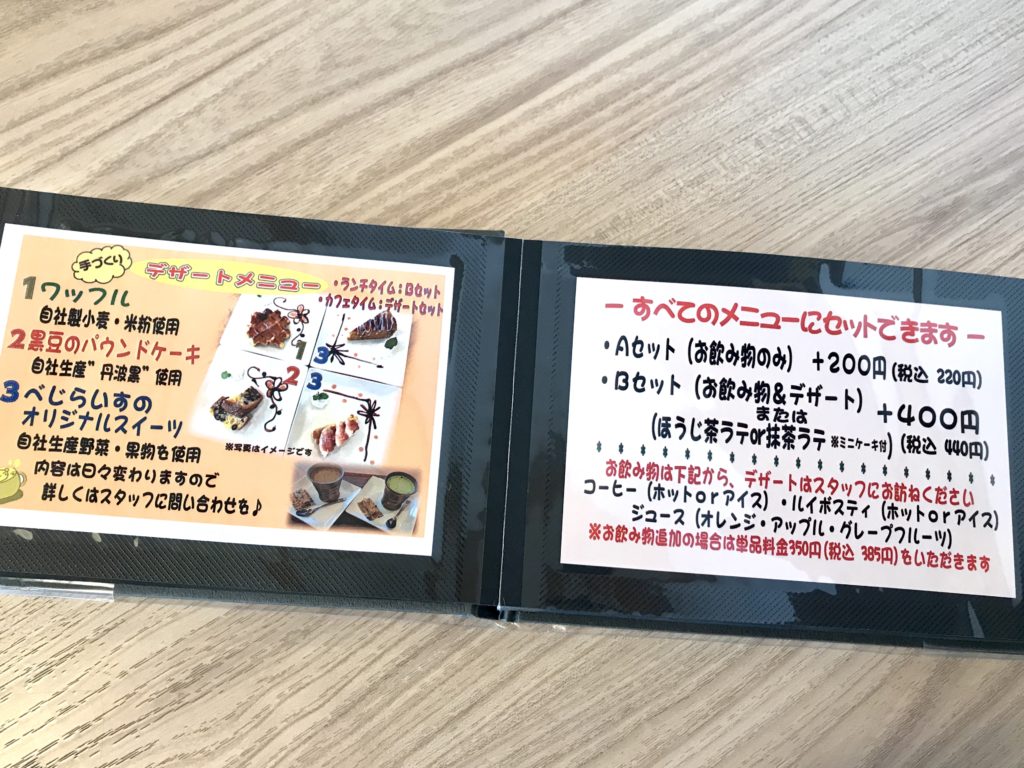 手づくり
デザートメニュー
・ランチタイム:Bセット
・カフェタイム:デザートセット
1 ワッフル
自社製小麦・米粉使用
2 黒豆のパウンドケーキ
自社生産"丹波黒"使用
3 べじらいすの
オリジナルスイーツ
自社生産野菜・果物を使用
内容は日々変わりますので
詳しくはスタッフに問い合わせを♪
1
2
3
3
※写真はイメージです
― すべてのメニューにセットできます ―
・Aセット(お飲み物のみ) +200円(税込 220円)
・Bセット(お飲み物&デザート)
または
(ほうじ茶ラテor抹茶ラテ ※ミニケーキ付)
+400円
(税込 440円)
お飲み物は下記から、デザートはスタッフにお訪ねください
コーヒー(ホットorアイス)・ルイボスティ(ホットorアイス)
ジュース(オレンジ・アップル・グレープフルーツ)
※お飲み物追加の場合は単品料金350円(税込 385円)をいただきます